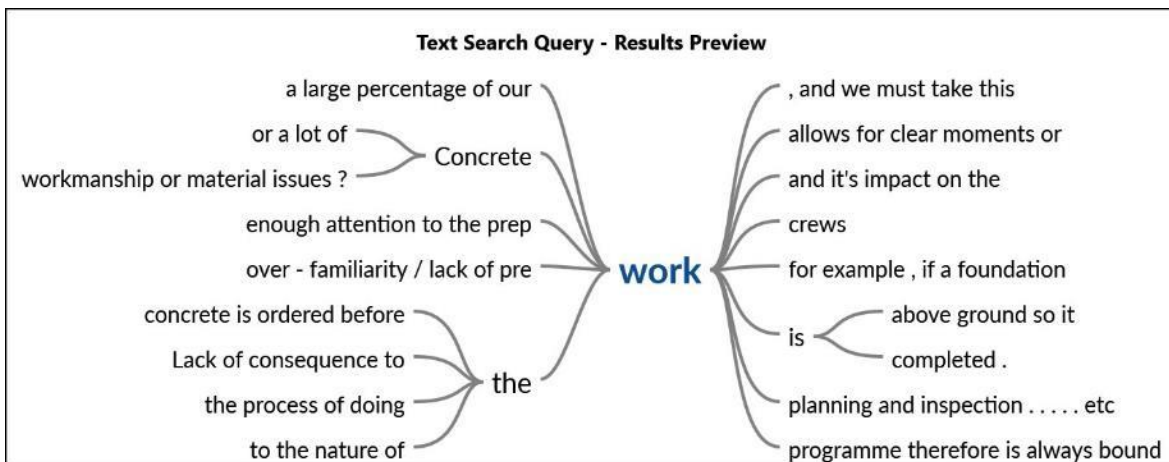 Text Search Query - Results Preview
a large percentage of our
or a lot of
Concrete
workmanship or material issues ?
enough attention to the prep
over - familiarity / lack of pre
concrete is ordered before
Lack of consequence to
the
the process of doing
to the nature of
work
, and we must take this
allows for clear moments or
and it's impact on the
crews
for example , if a foundation
is
above ground so it
completed .
planning and inspection . . . . . etc
programme therefore is always bound